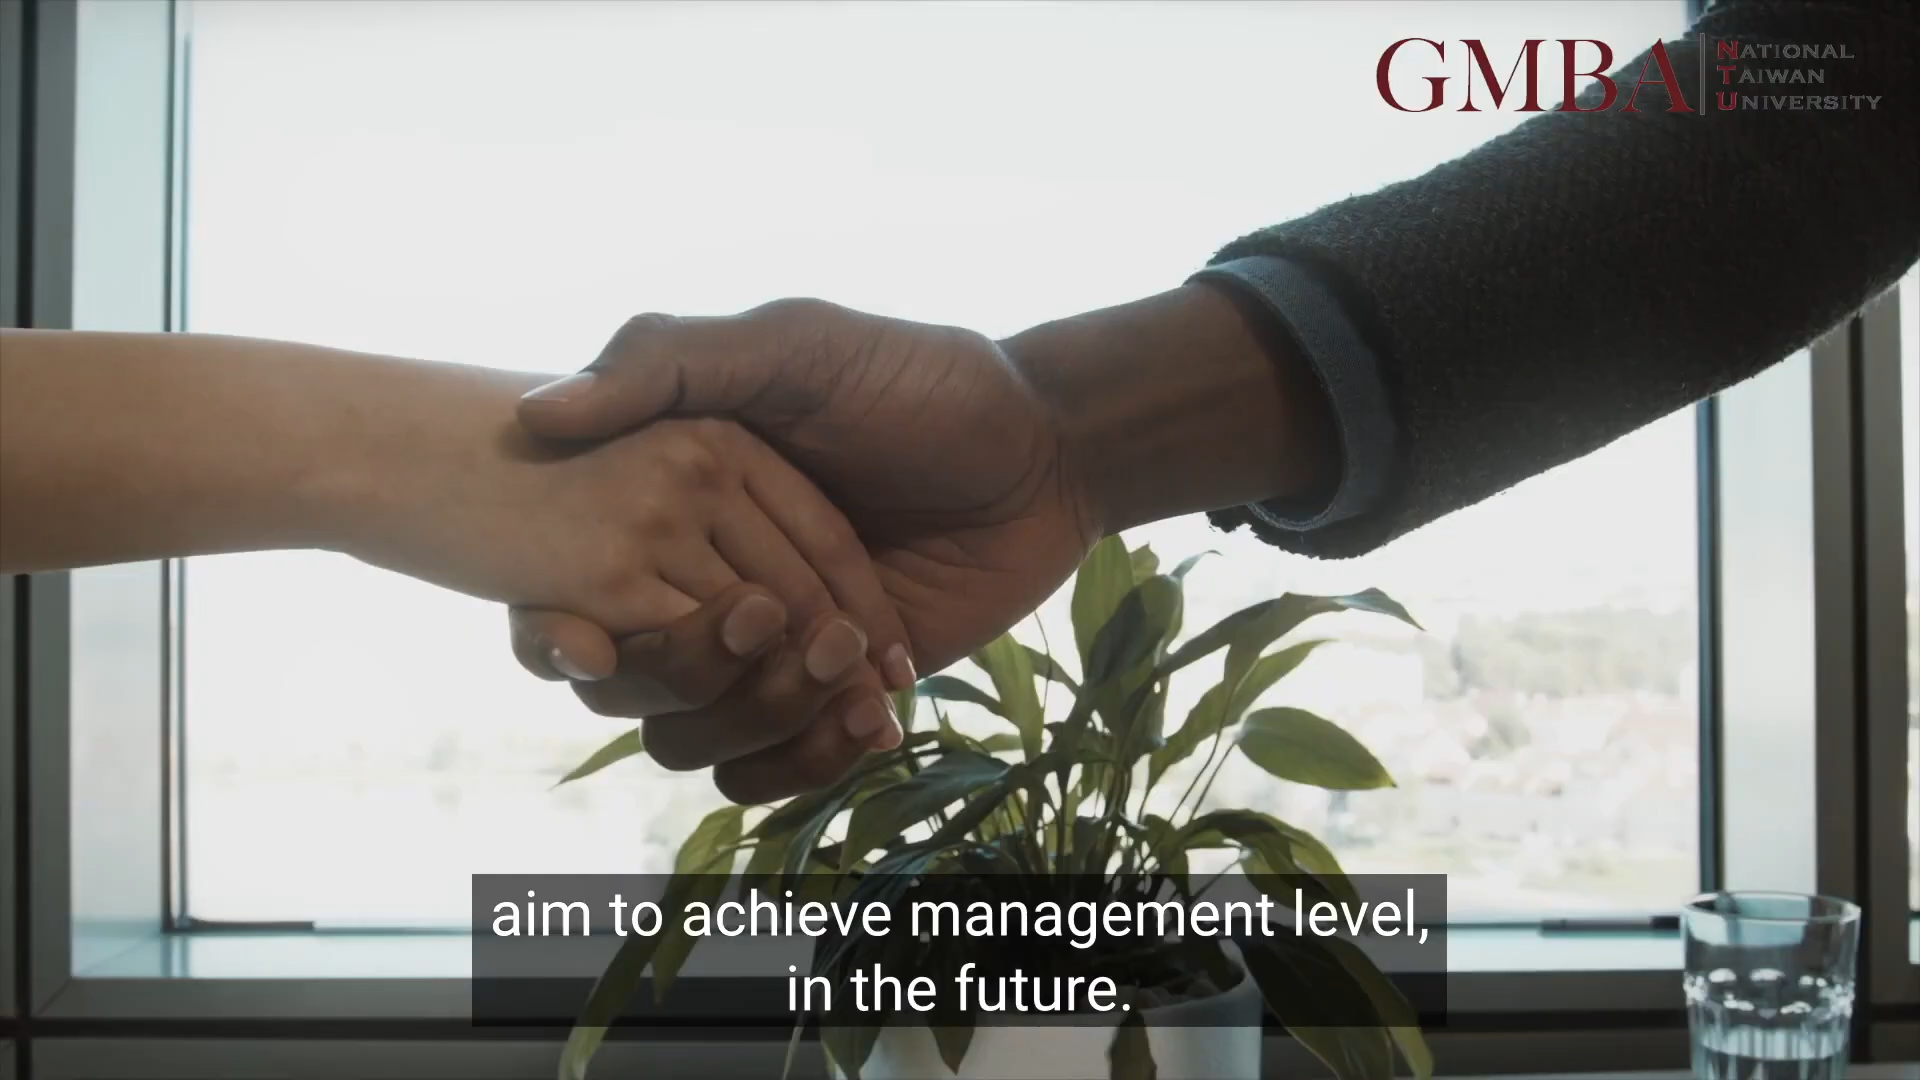 GMBA
NATIONAL
TAIWAN
UNIVERSITY
aim to achieve management level,
in the future.